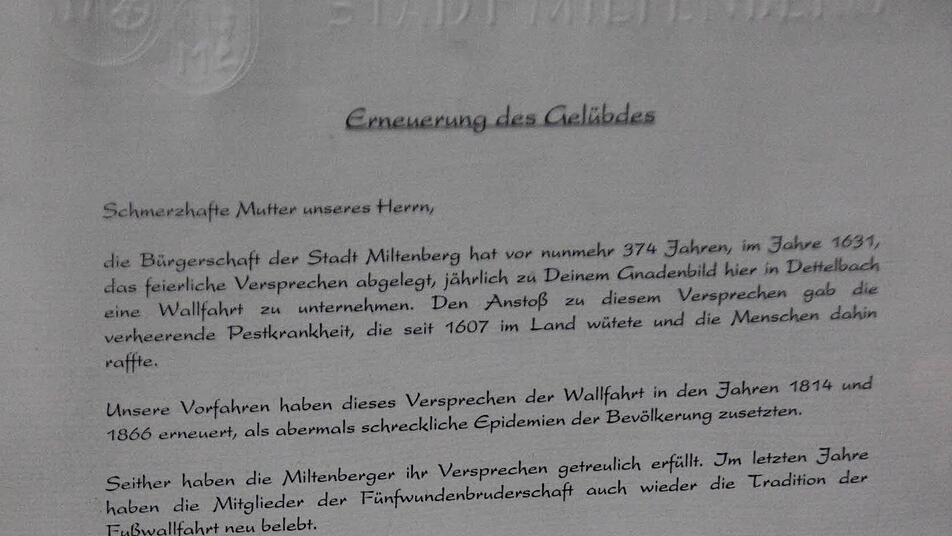 STADT MILTENBERG
Erneuerung des Gelübdes
Schmerzhafte Mutter unseres Herrn,
die Bürgerschaft der Stadt Miltenberg hat vor nunmehr 374 Jahren, im Jahre 1631,
das feierliche Versprechen abgelegt, jährlich zu Deinem Gnadenbild hier in Dettelbach
eine Wallfahrt zu unternehmen. Den Anstoß zu diesem Versprechen gab die
verheerende Pestkrankheit, die seit 1607 im Land wütete und die Menschen dahin
raffte.
Unsere Vorfahren haben dieses Versprechen der Wallfahrt in den Jahren 1814 und
1866 erneuert, als abermals schreckliche Epidemien der Bevölkerung zusetzten.
Seither haben die Miltenberger ihr Versprechen getreulich erfüllt. Im letzten Jahre
haben die Mitglieder der Fünfwundenbruderschaft auch wieder die Tradition der
Fußwallfahrt neu belebt.